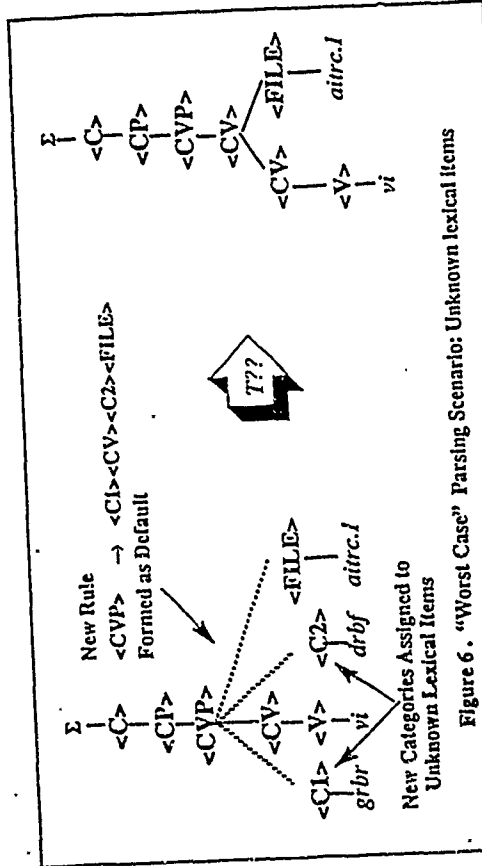 Σ
<C>
<CP>
<CVP>
<CV>
<C1>
grbr
<V>
vi
<C2>
drbf
<FILE>
aitrc.1
New Rule
<CVP> → <C1><CV><C2><FILE>
Formed as Default
New Categories Assigned to
Unknown Lexical Items
T??
Σ
<C>
<CP>
<CVP>
<CV>
<CV>
<FILE>
<V>
aitrc.1
vi
Figure 6 . "Worst Case" Parsing Scenario: Unknown lexical items